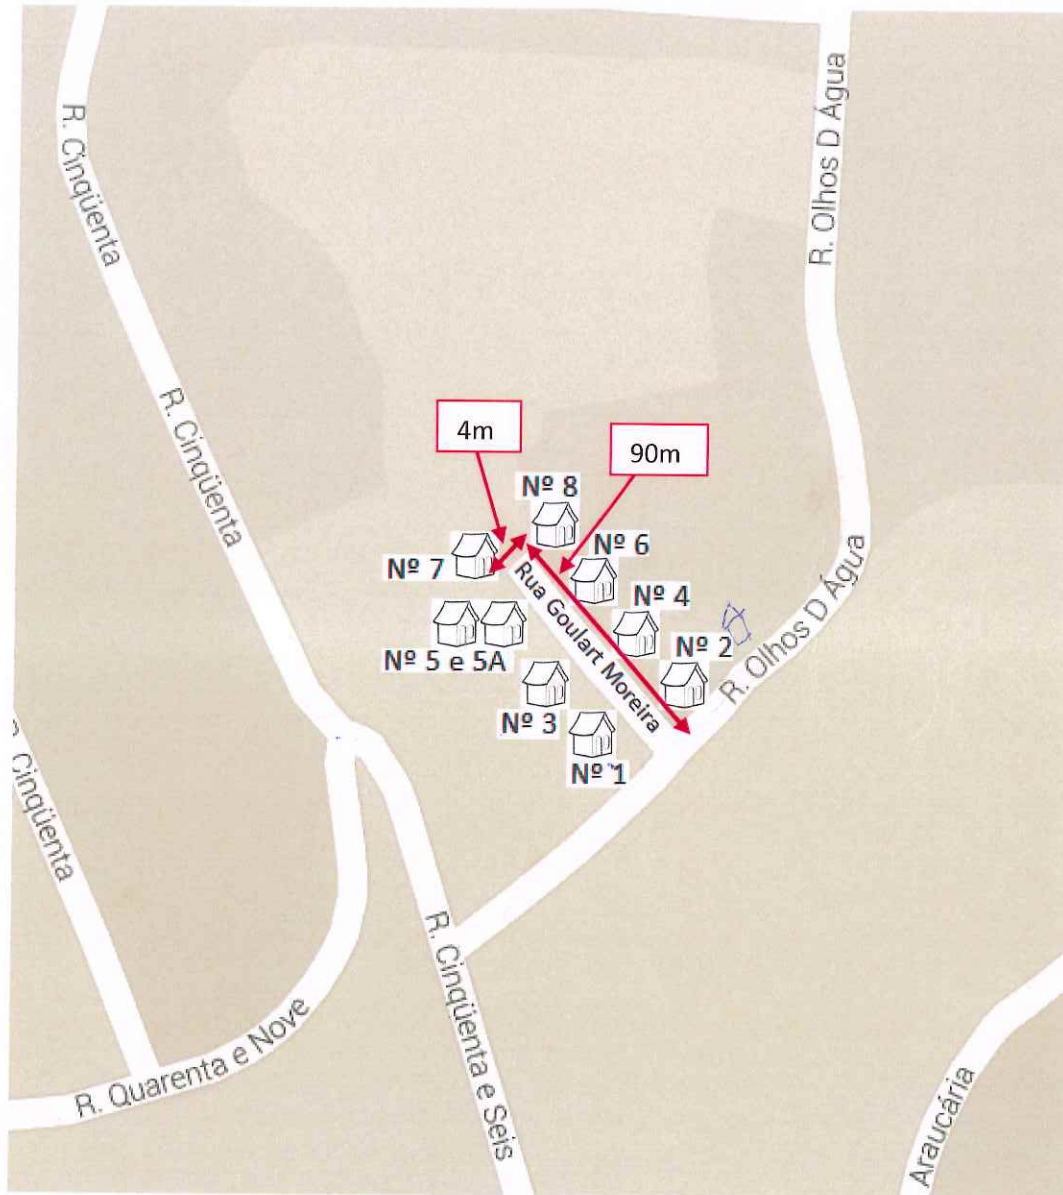 R. Cinqüenta
R. Olhos D Água
R. Cinqüenta
4m
90m
Nº 8
Nº 7
Nº 6
Nº 4
Nº 5 e 5A
Rua Goulart Moreira
Nº 2
R. Olhos D Água
Nº 3
Nº 1
Cinqüenta
R. Cinqüenta e Seis
R. Quarenta e Nove
Araucária